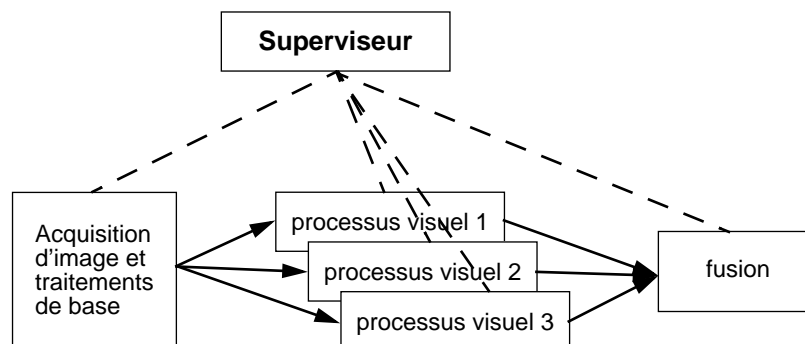 Superviseur
Acquisition
d'image et
traitements
de base
processus visuel 1
processus visuel 2
processus visuel 3
fusion